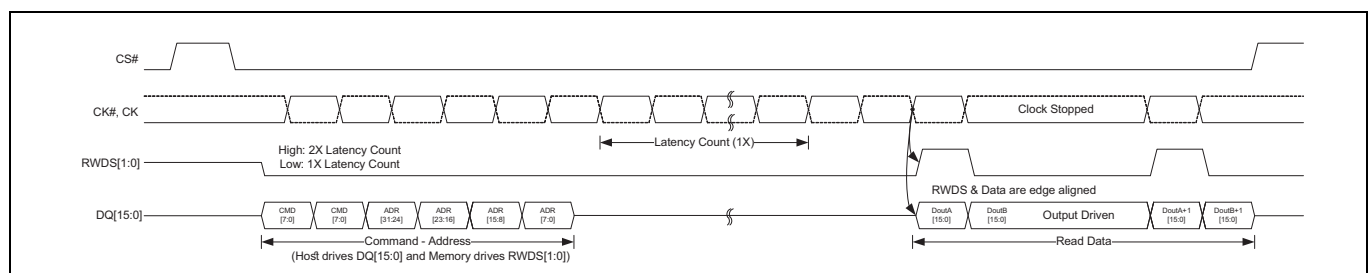 CS#
CK#, CK
Clock Stopped
Latency Count (1X)
High: 2X Latency Count
Low: 1X Latency Count
RWDS[1:0]
RWDS & Data are edge aligned
DQ[15:0]
CMD [7:0]
CMD [7:0]
ADR [31:24]
ADR [23:16]
ADR [15:8]
ADR [7:0]
DoutA [15:0]
DoutB [15:0]
Output Driven
DoutA+1 [15:0]
DoutB+1 [15:0]
Command - Address
Read Data
(Host drives DQ[15:0] and Memory drives RWDS[1:0])